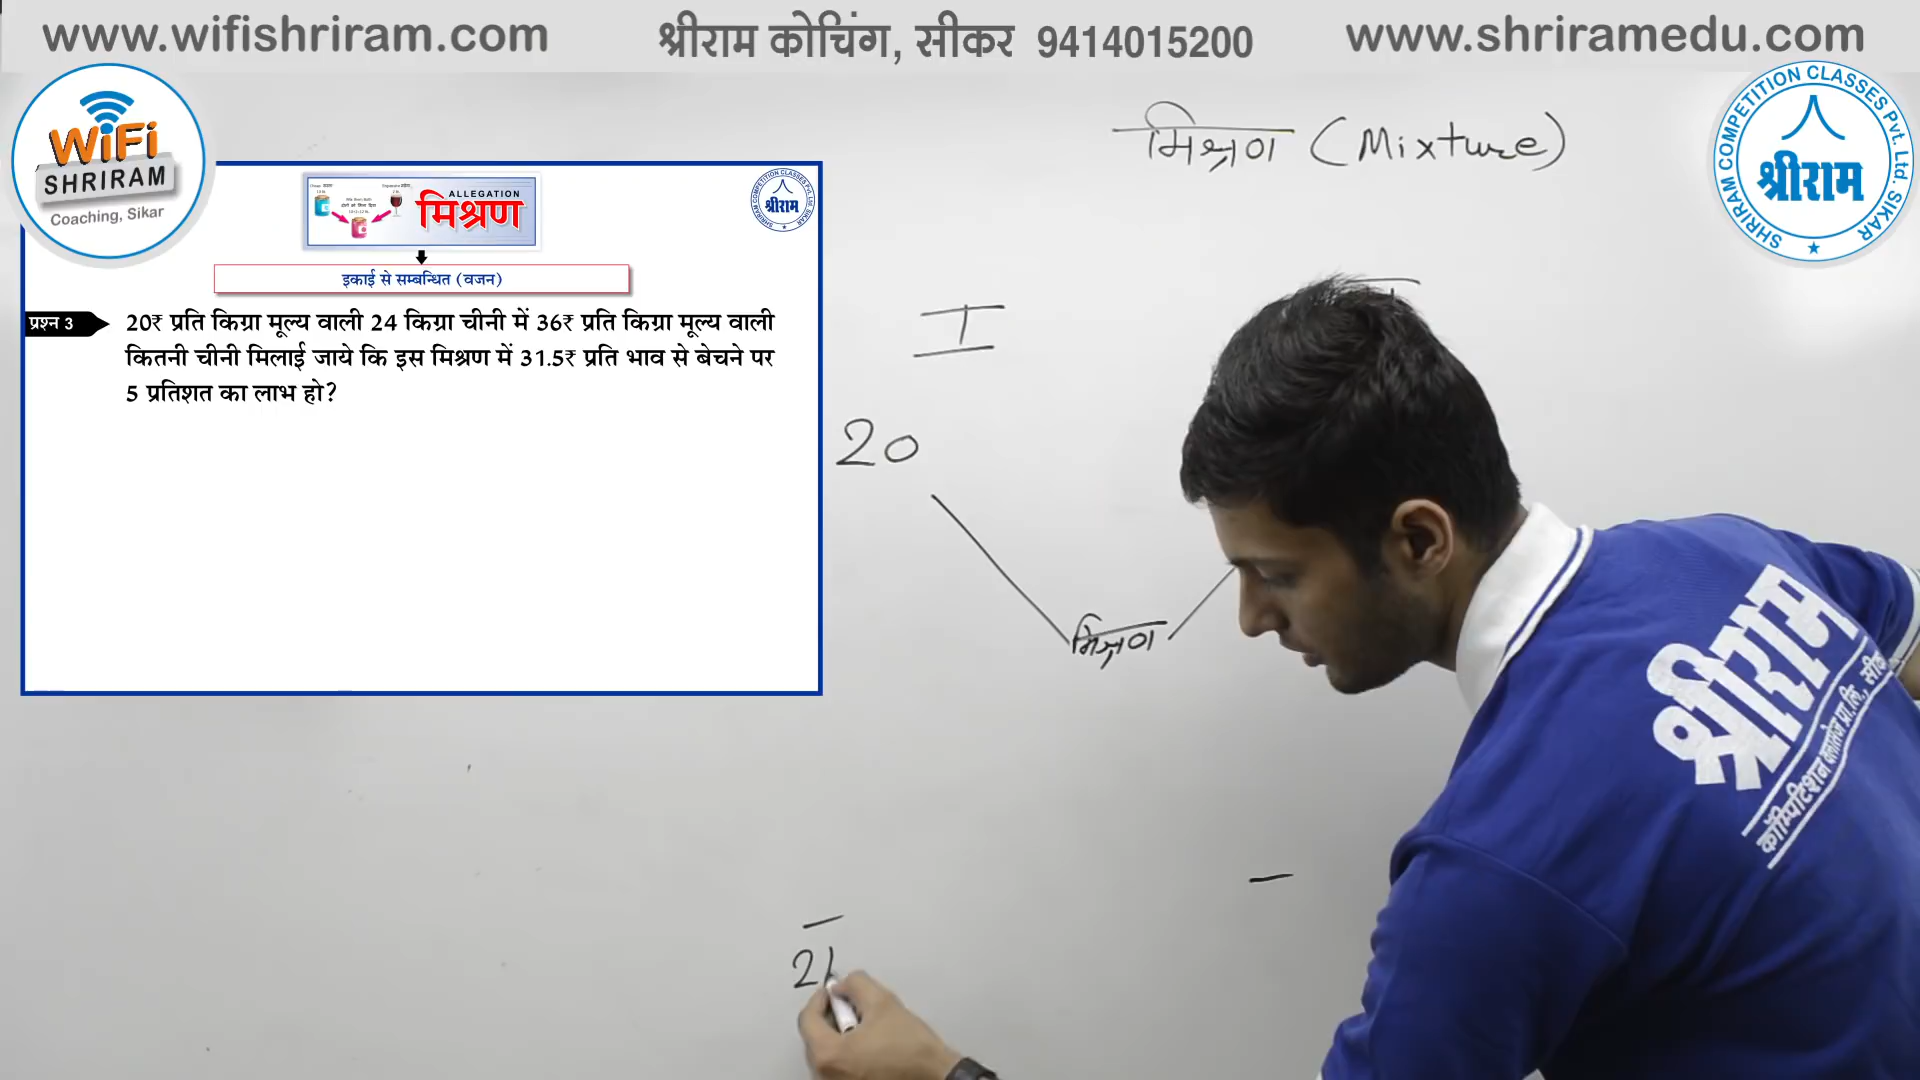 www.wifishriram.com
श्रीराम कोचिंग, सीकर 9414015200
www.shriramedu.com
WiFi
SHRIRAM
Coaching, Sikar
SHRIRAM COMPETITION CLASSES Pvt. Ltd. SIKAR
श्रीराम
मिश्रण (Mixture)
ALLEGATION
मिश्रण
श्रीराम
इकाई से सम्बन्धित (वजन)
प्रश्न 3
20₹ प्रति किग्रा मूल्य वाली 24 किग्रा चीनी में 36₹ प्रति किग्रा मूल्य वाली
कितनी चीनी मिलाई जाये कि इस मिश्रण में 31.5₹ प्रति भाव से बेचने पर
5 प्रतिशत का लाभ हो?
I
20
मिश्रण
श्रीराम
कॉम्पिटिशन क्लासेज प्रा.लि., सीकर